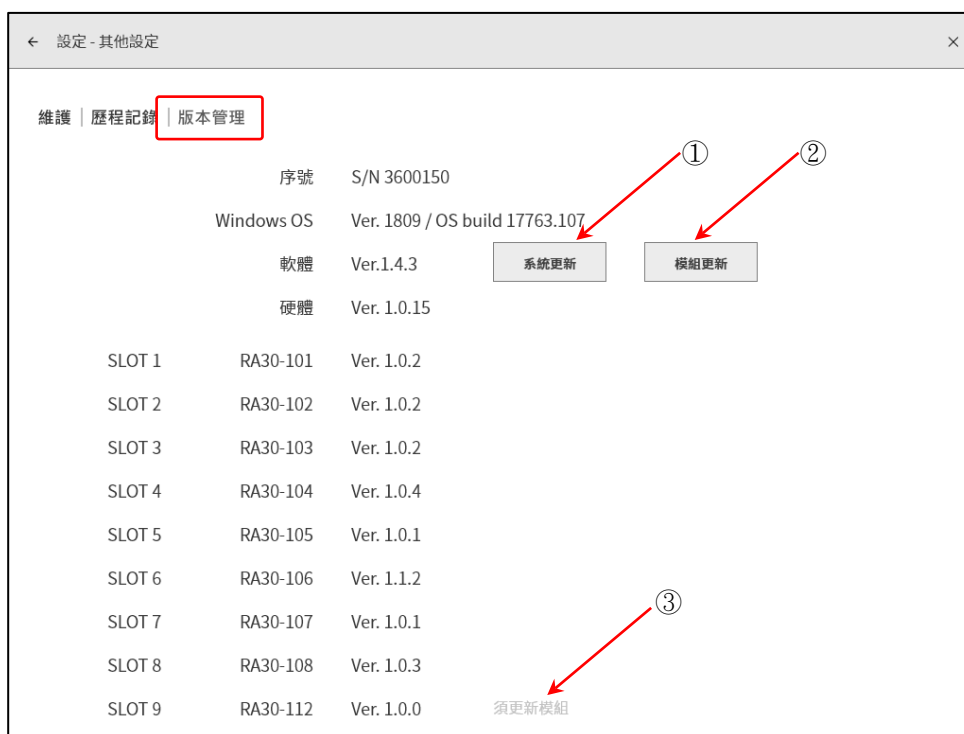 ← 設定 - 其他設定 ×
維護 | 歷程記錄 | 版本管理
① ②
序號 S/N 3600150
Windows OS Ver. 1809 / OS build 17763.107
軟體 Ver.1.4.3 系統更新 模組更新
硬體 Ver. 1.0.15
SLOT 1 RA30-101 Ver. 1.0.2
SLOT 2 RA30-102 Ver. 1.0.2
SLOT 3 RA30-103 Ver. 1.0.2
SLOT 4 RA30-104 Ver. 1.0.4
SLOT 5 RA30-105 Ver. 1.0.1
SLOT 6 RA30-106 Ver. 1.1.2
③
SLOT 7 RA30-107 Ver. 1.0.1
SLOT 8 RA30-108 Ver. 1.0.3
SLOT 9 RA30-112 Ver. 1.0.0 須更新模組